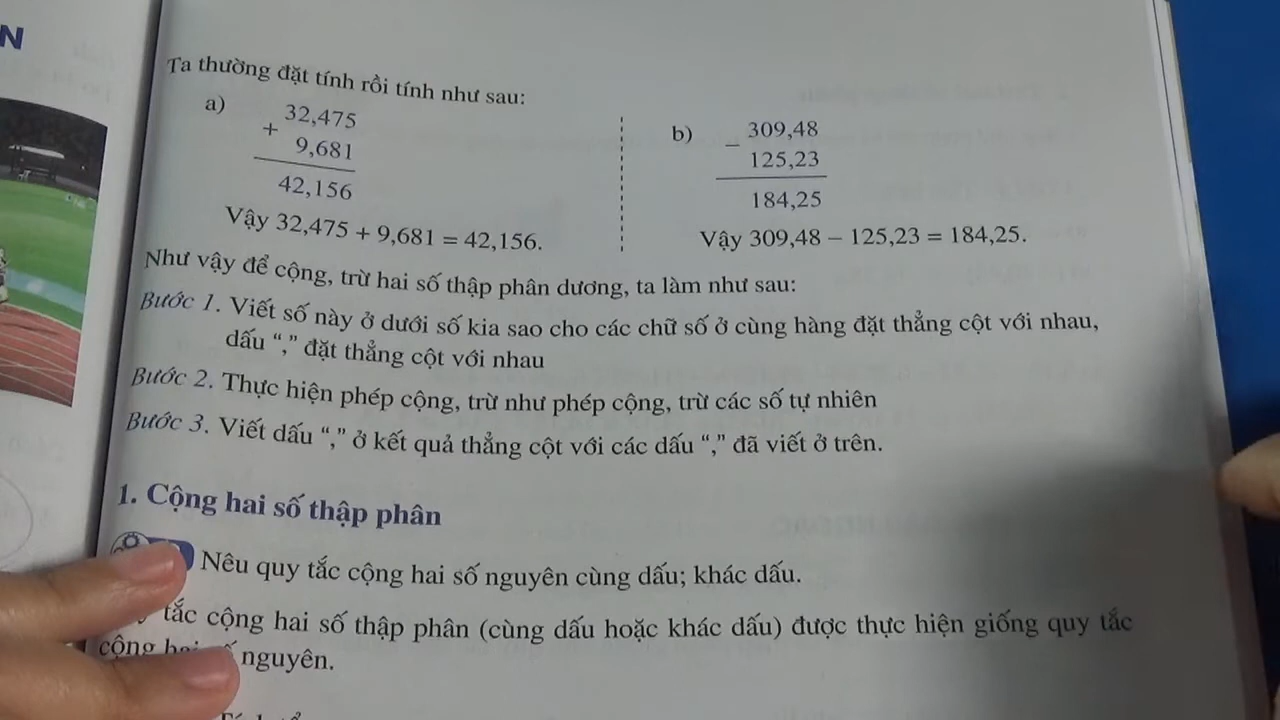 N
Ta thường đặt tính rồi tính như sau:
a)
32,475
+
9,681
42,156
Vậy 32,475 + 9,681 = 42,156.
b)
309,48
–
125,23
184,25
Vậy 309,48 – 125,23 = 184,25.
Như vậy để cộng, trừ hai số thập phân dương, ta làm như sau:
Bước 1. Viết số này ở dưới số kia sao cho các chữ số ở cùng hàng đặt thẳng cột với nhau,
dấu “,” đặt thẳng cột với nhau
Bước 2. Thực hiện phép cộng, trừ như phép cộng, trừ các số tự nhiên
Bước 3. Viết dấu “,” ở kết quả thẳng cột với các dấu “,” đã viết ở trên.
1. Cộng hai số thập phân
Nêu quy tắc cộng hai số nguyên cùng dấu; khác dấu.
tắc cộng hai số thập phân (cùng dấu hoặc khác dấu) được thực hiện giống quy tắc
cộng nguyên.